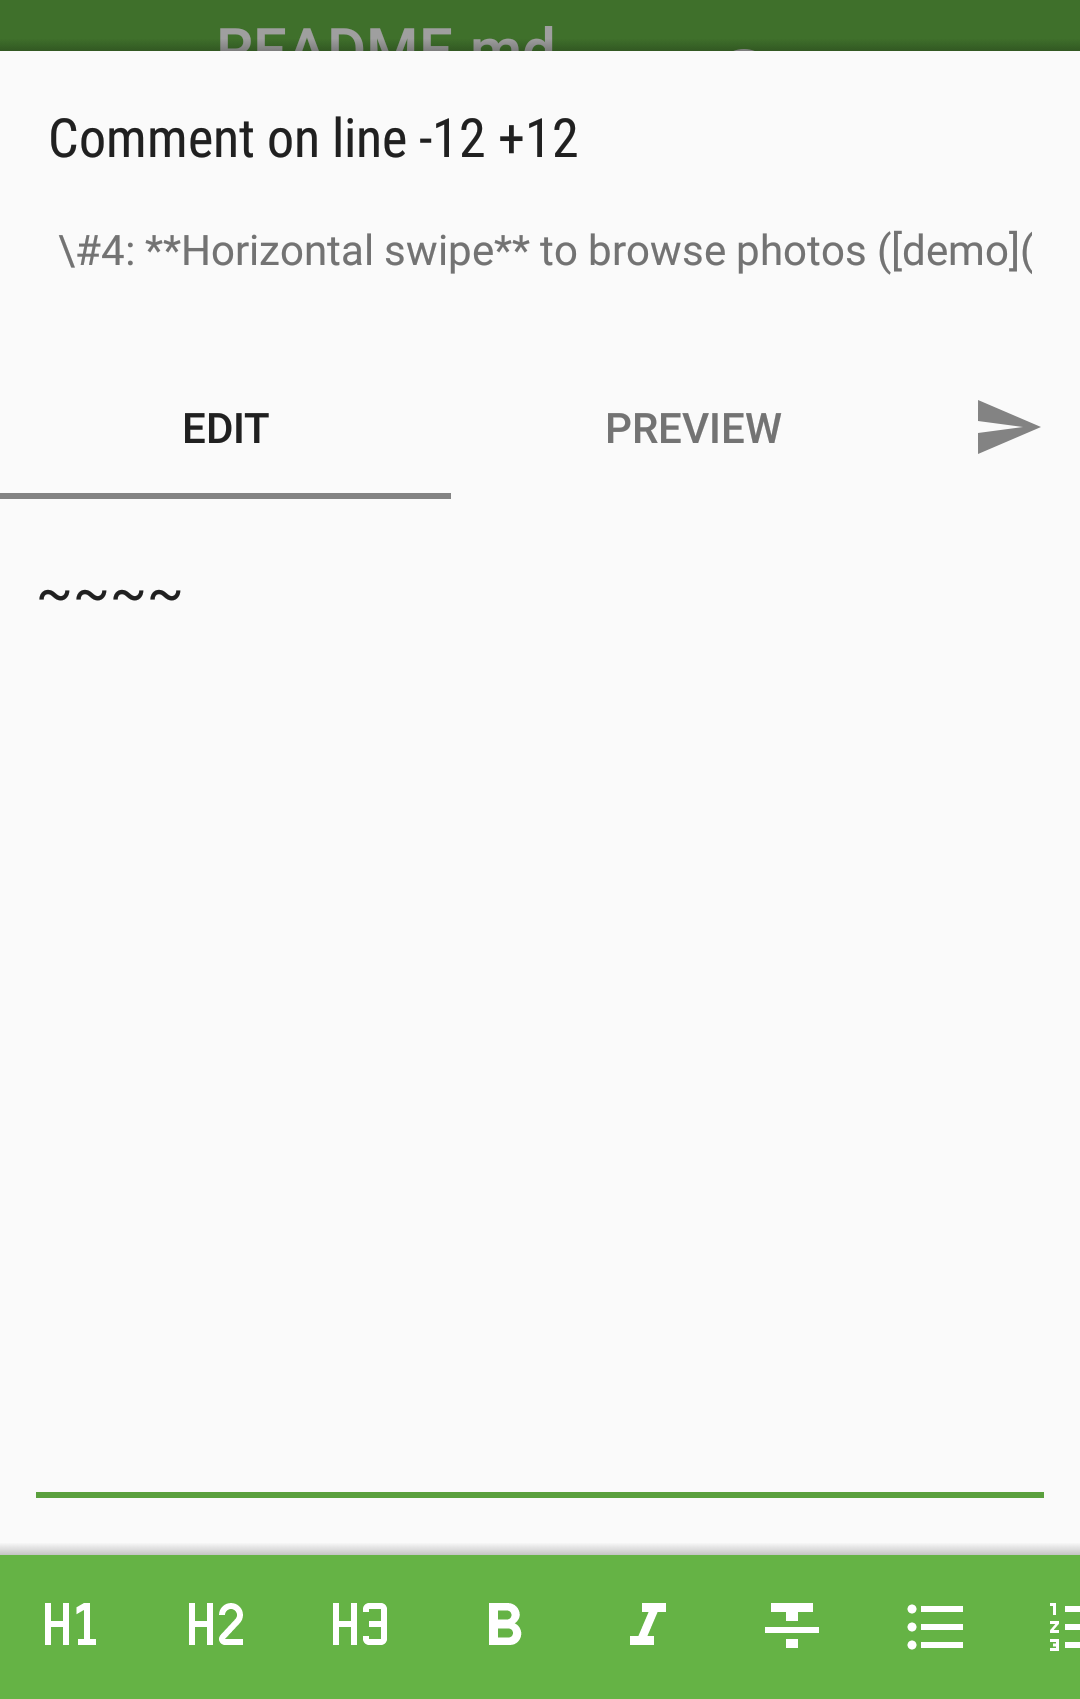 README.md
Comment on line -12 +12
\#4: **Horizontal swipe** to browse photos ([demo](
EDIT
PREVIEW
~~~~
H1 H2 H3 B I T